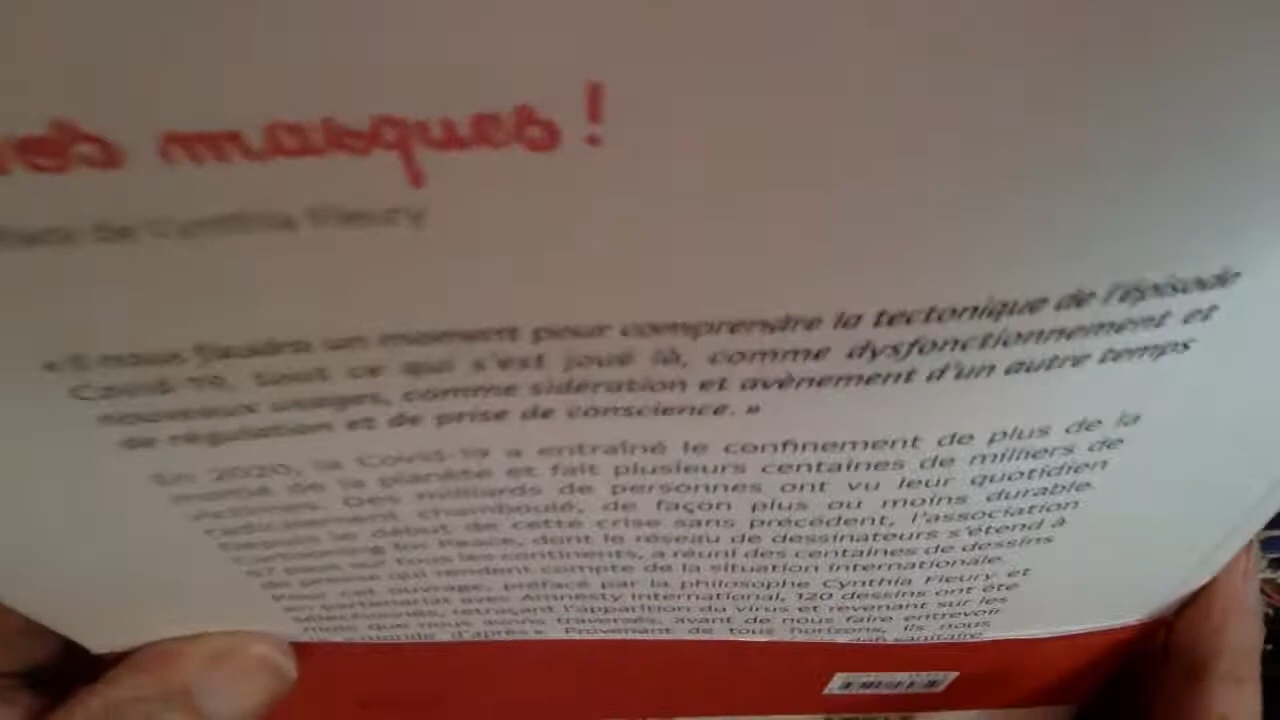 masques !
de Cynthia Fleury
un moment pour comprendre la tectonique de l'épisode
Covid-19, tout ce qui s'est joué là, comme dysfonctionnement et
nouveaux usages, comme sidération et avènement d'un autre temps
de régulation et de prise de conscience. »
En 2020, la Covid-19 a entraîné le confinement de plus de la
moitié de la planète et fait plusieurs centaines de milliers de
victimes. Des milliards de personnes ont vu leur quotidien
radicalement chamboulé, de façon plus ou moins durable.
le début de cette crise sans précédent, l'association
for Peace, dont le réseau de dessinateurs s'étend à
sur tous les continents, a réuni des centaines de dessins
de presse qui rendent compte de la situation internationale.
Pour cet ouvrage, préfacé par la philosophe Cynthia Fleury et
en partenariat avec Amnesty International, 120 dessins ont été
retraçant l'apparition du virus et revenant sur les
mois que nous avons traversés, avant de nous faire entrevoir
monde d'après ». Provenant de tous horizons, ils nous
sanitaire